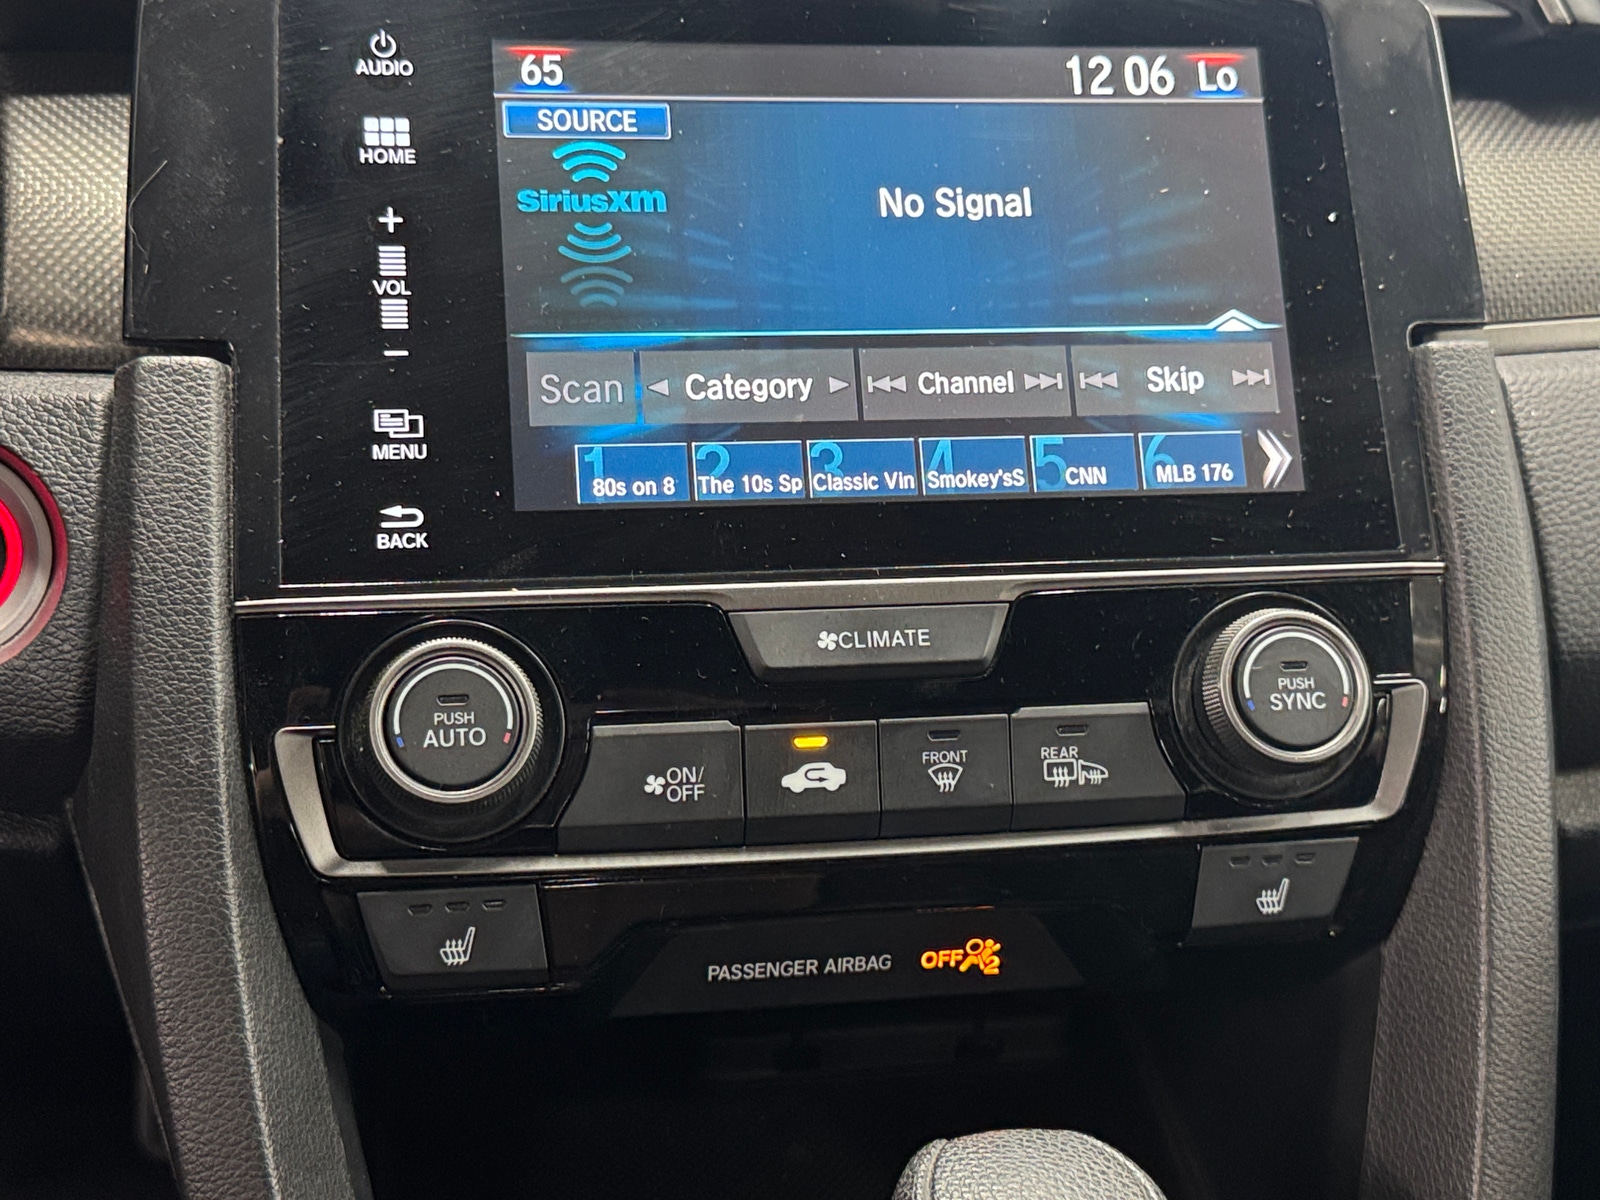 AUDIO
HOME
+
VOL
−
MENU
BACK
65
12 06
Lo
SOURCE
SiriusXM
No Signal
Scan
Category
Channel
Skip
1 80s on 8
2 The 10s Sp
3 Classic Vin
4 Smokey'sS
5 CNN
6 MLB 176
CLIMATE
PUSH
AUTO
ON/
OFF
FRONT
REAR
PUSH
SYNC
PASSENGER AIRBAG
OFF
2